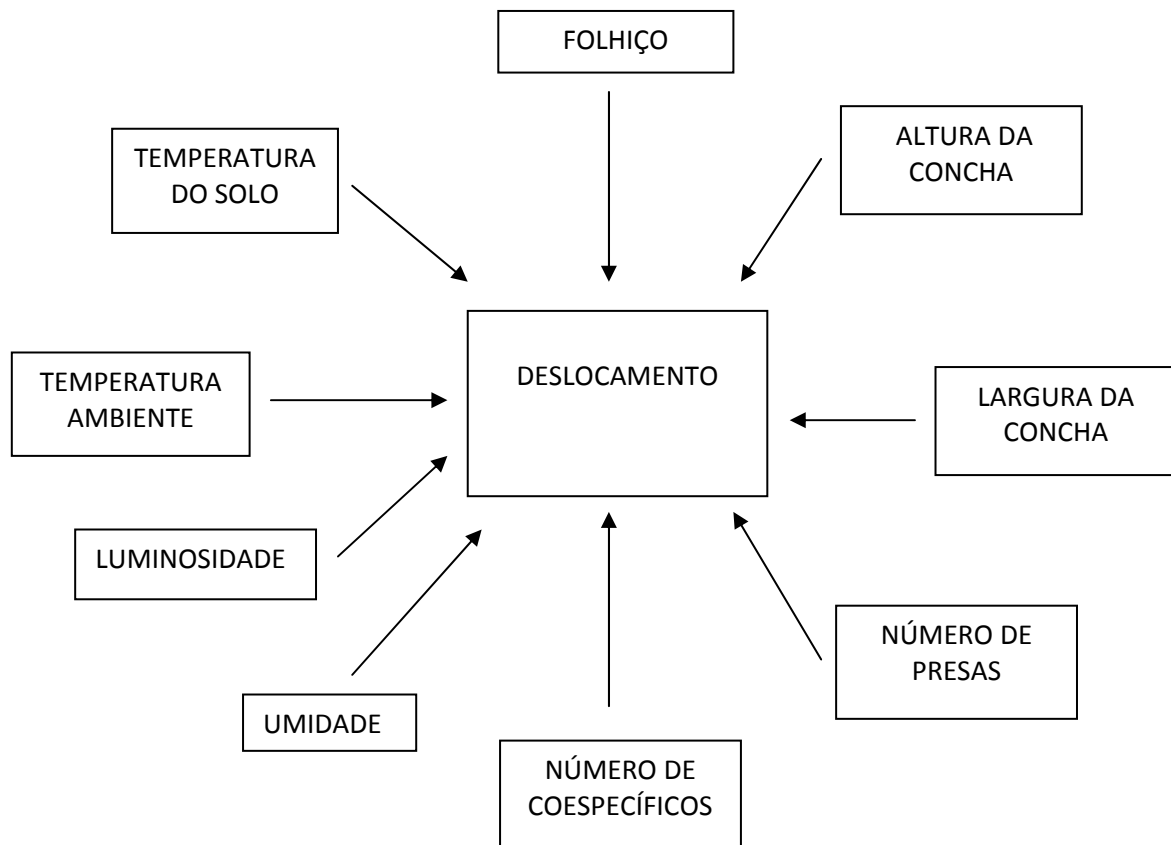 FOLHIÇO
TEMPERATURA
DO SOLO
ALTURA DA
CONCHA
TEMPERATURA
AMBIENTE
DESLOCAMENTO
LARGURA DA
CONCHA
LUMINOSIDADE
NÚMERO DE
PRESAS
UMIDADE
NÚMERO DE
COESPECÍFICOS